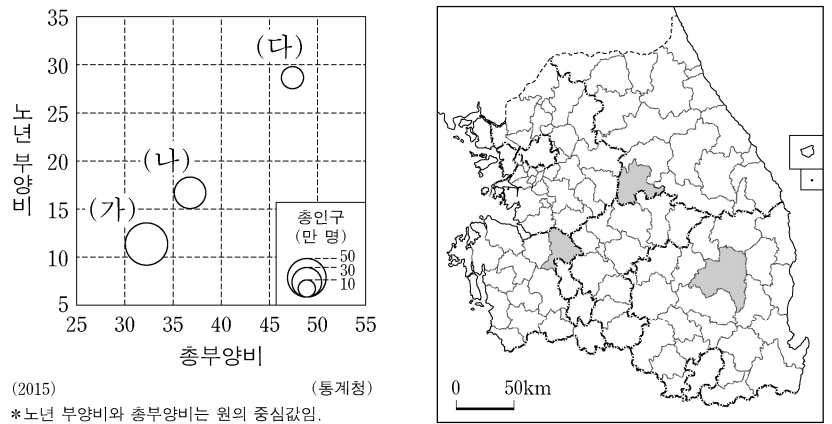 35
30
25
20
15
10
5
노년 부양비
(다)
(나)
(가)
총인구
(만 명)
50
30
10
25 30 35 40 45 50 55
총부양비
(2015) (통계청)
*노년 부양비와 총부양비는 원의 중심값임.
0 50km